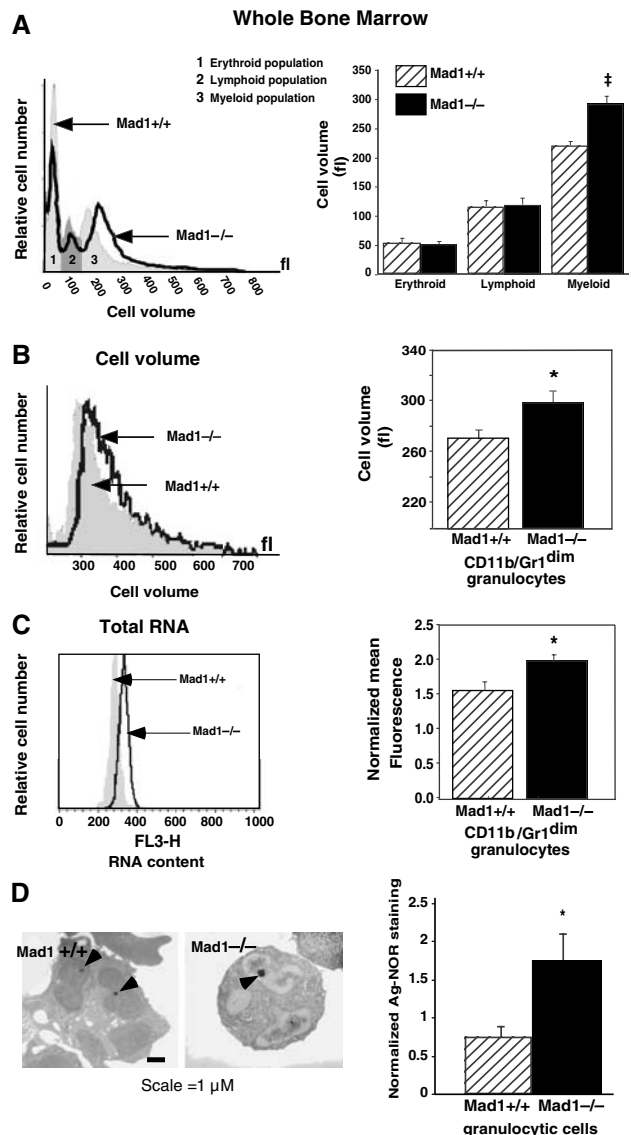 Whole Bone Marrow
A
1 Erythroid population
2 Lymphoid population
3 Myeloid population
Relative cell number
Mad1+/+
Mad1–/–
1 2 3
fl
0 100 200 300 400 500 600 700 800
Cell volume
Mad1+/+
Mad1–/–
‡
Cell volume
(fl)
350
300
250
200
150
100
50
0
Erythroid Lymphoid Myeloid
B
Cell volume
Relative cell number
Mad1–/–
Mad1+/+
fl
300 400 500 600 700
Cell volume
Cell volume
(fl)
340
300
260
220
*
Mad1+/+ Mad1–/–
CD11b/Gr1dim
granulocytes
C
Total RNA
Relative cell number
Mad1+/+
Mad1–/–
0 200 400 600 800 1000
FL3-H
RNA content
Normalized mean
Fluorescence
2.5
2.0
1.5
1.0
0.5
0.0
*
Mad1+/+ Mad1–/–
CD11b/Gr1dim
granulocytes
D
Mad1 +/+
Mad1–/–
Scale =1 µM
Normalized Ag-NOR staining
2.5
2
1.5
1
0.5
0
*
Mad1+/+ Mad1–/–
granulocytic cells